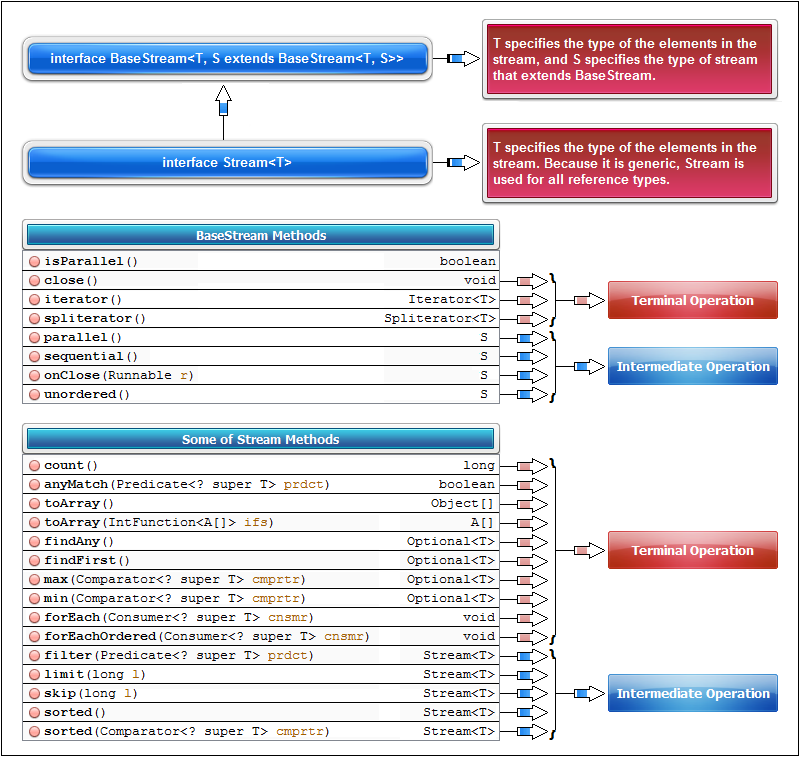 interface BaseStream<T, S extends BaseStream<T, S>>
T specifies the type of the elements in the
stream, and S specifies the type of stream
that extends BaseStream.
interface Stream<T>
T specifies the type of the elements in the
stream. Because it is generic, Stream is
used for all reference types.
BaseStream Methods
isParallel() boolean
close() void
iterator() Iterator<T>
Terminal Operation
spliterator() Spliterator<T>
parallel() S
sequential() S
Intermediate Operation
onClose(Runnable r) S
unordered() S
Some of Stream Methods
count() long
anyMatch(Predicate<? super T> prdct) boolean
toArray() Object[]
toArray(IntFunction<A[]> ifs) A[]
findAny() Optional<T>
Terminal Operation
findFirst() Optional<T>
max(Comparator<? super T> cmprtr) Optional<T>
min(Comparator<? super T> cmprtr) Optional<T>
forEach(Consumer<? super T> cnsmr) void
forEachOrdered(Consumer<? super T> cnsmr) void
filter(Predicate<? super T> prdct) Stream<T>
limit(long l) Stream<T>
skip(long l) Stream<T>
Intermediate Operation
sorted() Stream<T>
sorted(Comparator<? super T> cmprtr) Stream<T>